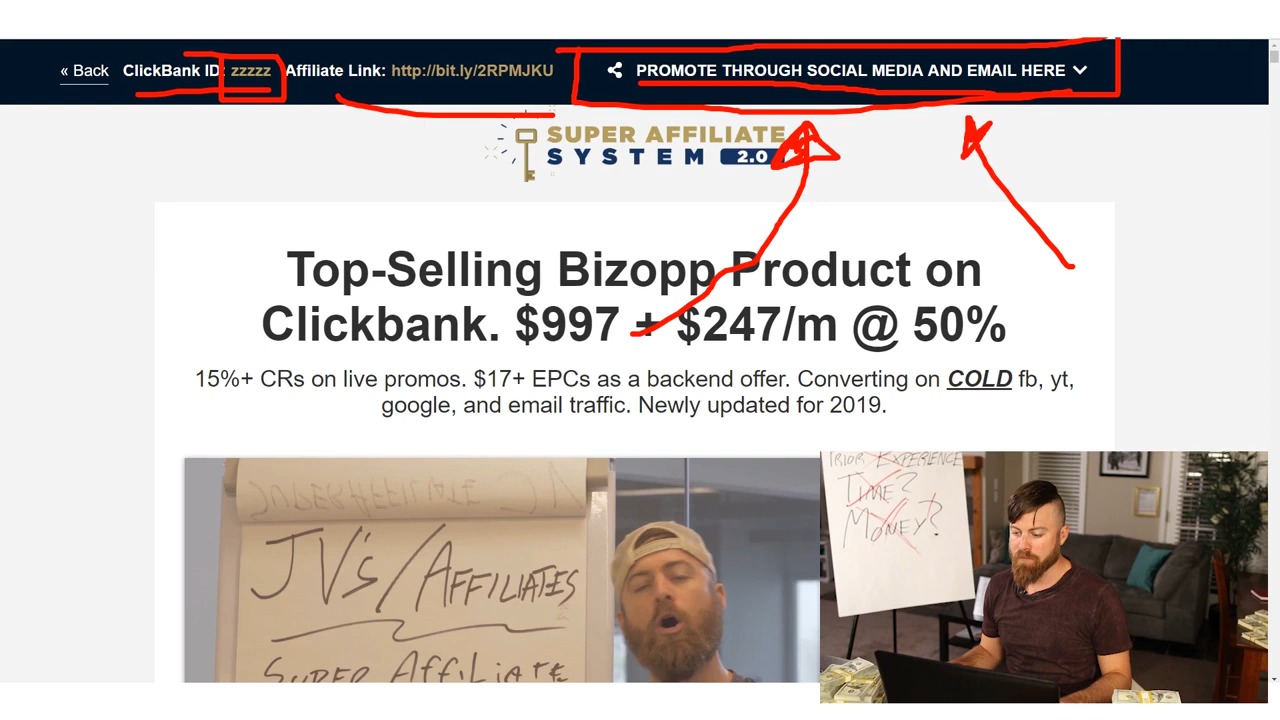 « Back ClickBank ID: zzzzz Affiliate Link: http://bit.ly/2RPMJKU PROMOTE THROUGH SOCIAL MEDIA AND EMAIL HERE
SUPER AFFILIATE
SYSTEM 2.0
Top-Selling Bizopp Product on
Clickbank. $997 + $247/m @ 50%
15%+ CRs on live promos. $17+ EPCs as a backend offer. Converting on COLD fb, yt,
google, and email traffic. Newly updated for 2019.
JV's/AFFILIATES
SUPER AFFILIATE
PRIOR EXPERIENCE
TIME?
MONEY?